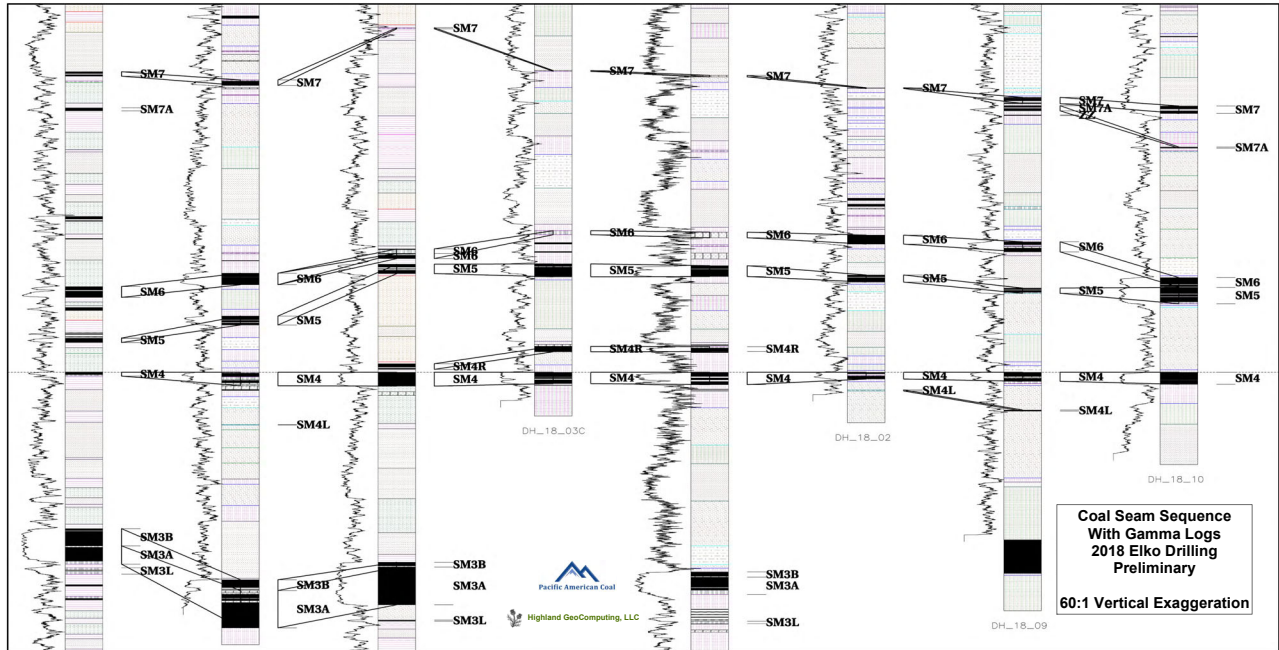 SM7
SM7A
SM6
SM5
SM4
SM3B
SM3A
SM3L
SM7
SM6
SM5
SM4
SM4L
SM3B
SM3A
SM7
SM6
SM6
SM5
SM4R
SM4
SM3B
SM3A
SM3L
DH_18_03C
SM7
SM6
SM5
SM4R
SM4
SM7
SM6
SM5
SM4R
SM4
SM3B
SM3A
SM3L
DH_18_02
SM7
SM6
SM5
SM4
SM4L
DH_18_09
SM7
SM7A
ZZ
SM6
SM5
SM4
SM4L
DH_18_10
SM7
SM7A
SM6
SM5
SM4
Pacific American Coal
Highland GeoComputing, LLC
Coal Seam Sequence
With Gamma Logs
2018 Elko Drilling
Preliminary
60:1 Vertical Exaggeration